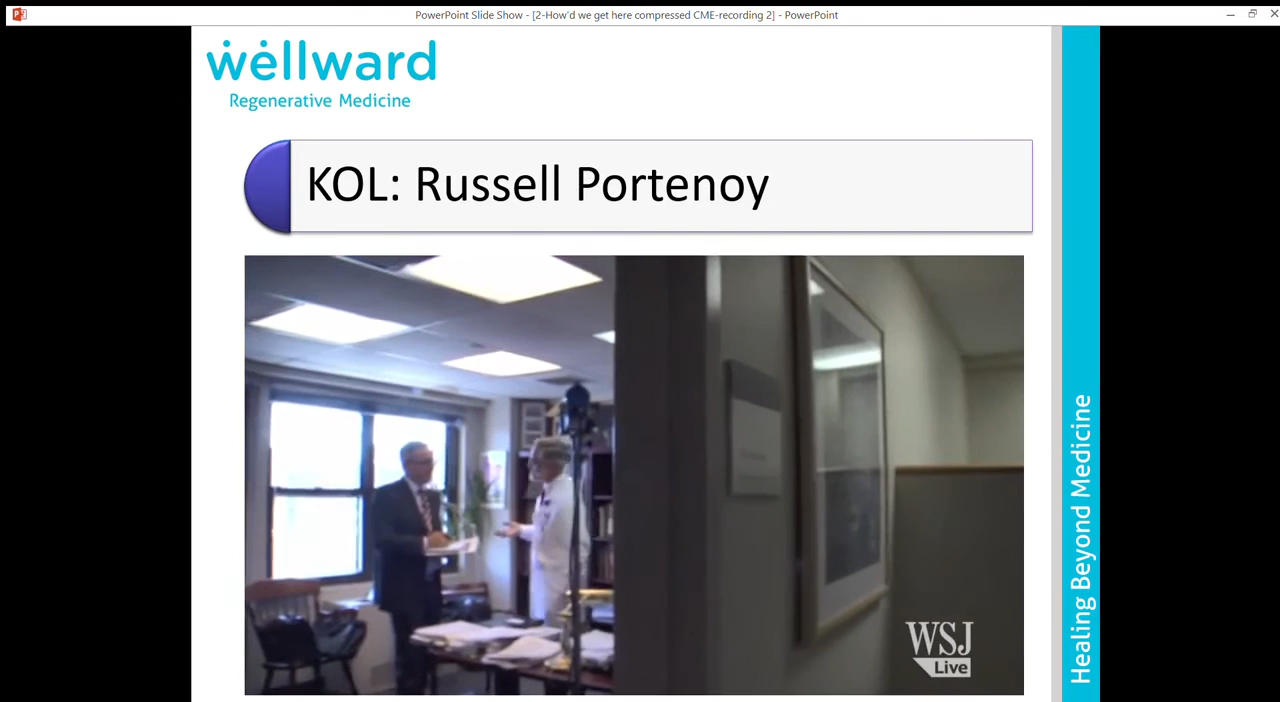 PowerPoint Slide Show - [2-How'd we get here compressed CME-recording 2] - PowerPoint
wellward
Regenerative Medicine
KOL: Russell Portenoy
WSJ
Live
Healing Beyond Medicine